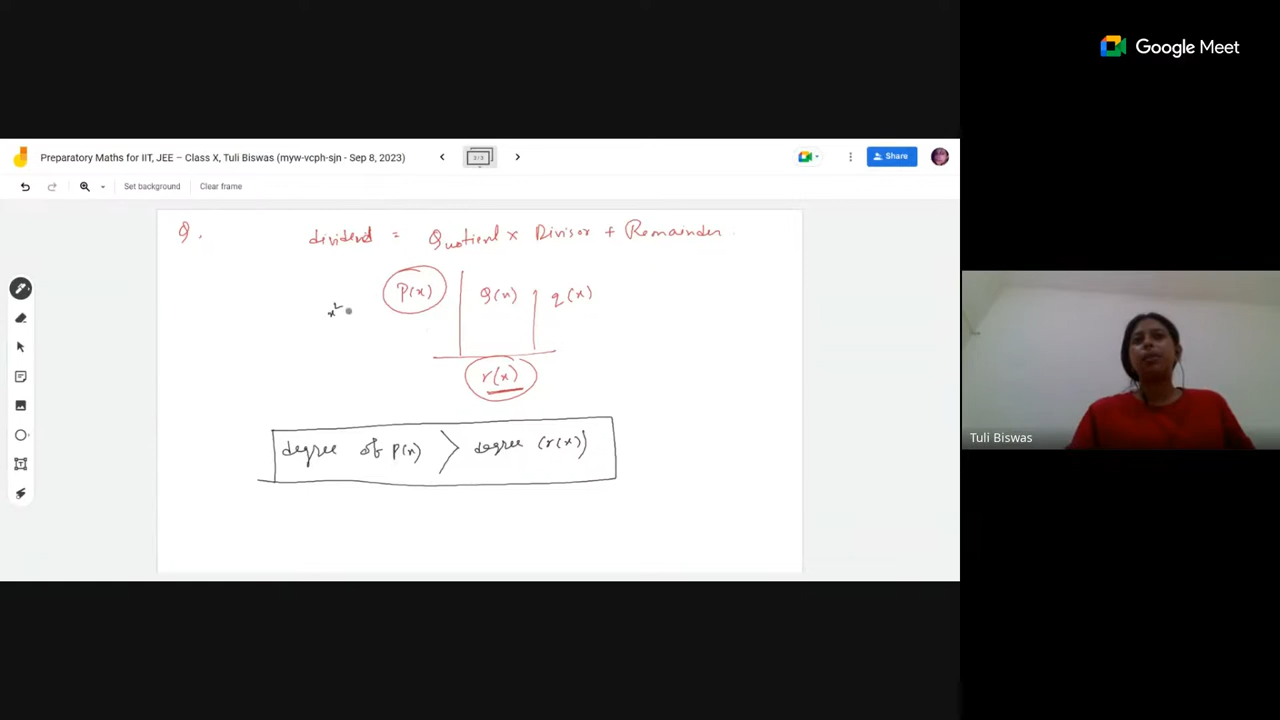 Google Meet
Preparatory Maths for IIT, JEE – Class X, Tuli Biswas (myw-vcph-sjn - Sep 8, 2023)
Share
Set background
Clear frame
Q. dividend = Quotient × Divisor + Remainder
P(x) Q(x) q(x)
x²
r(x)
degree of P(x) > degree (r(x))
Tuli Biswas